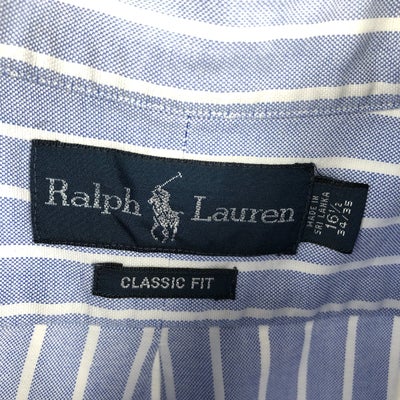 Ralph Lauren
MADE IN
SRI LANKA
16½
34/35
CLASSIC FIT